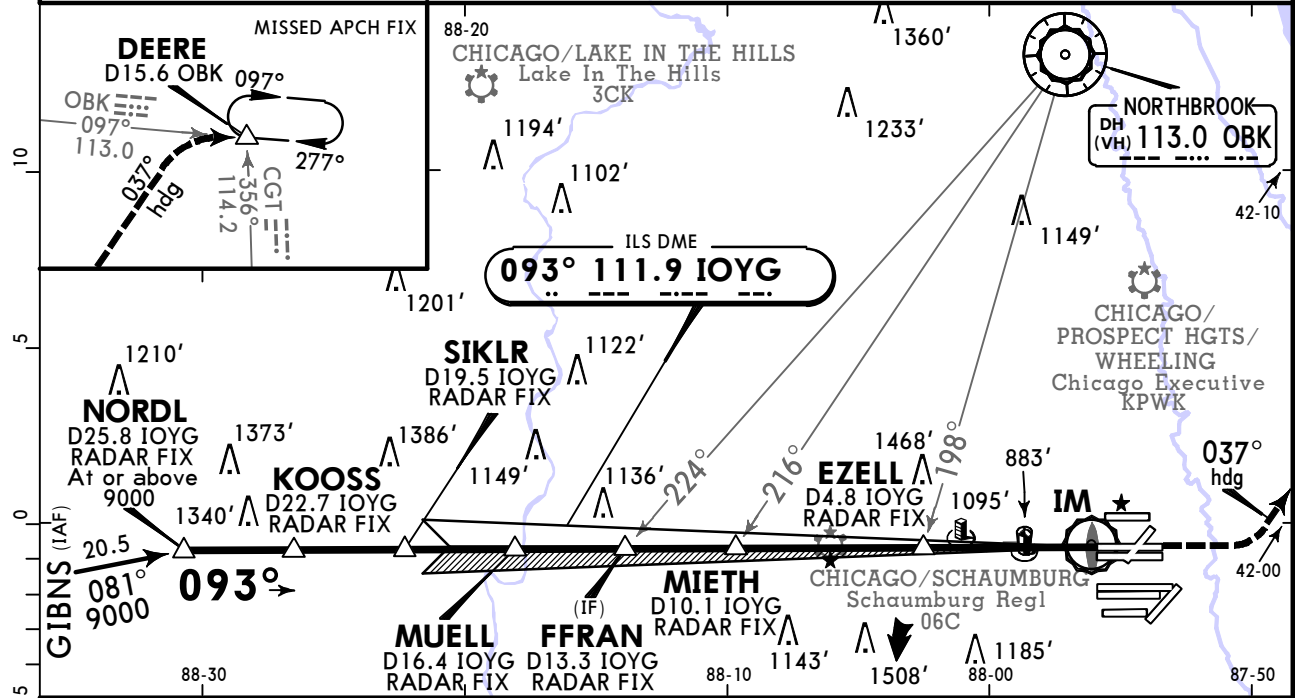 MISSED APCH FIX
DEERE
D15.6 OBK
097°
OBK
097°
113.0
277°
037°
hdg
CGT
356°
114.2
88-20
CHICAGO/LAKE IN THE HILLS
Lake In The Hills
3CK
1360'
1194'
1233'
1102'
NORTHBROOK
DH
(VH) 113.0 OBK
42-10
1149'
ILS DME
093° 111.9 IOYG
1201'
CHICAGO/
PROSPECT HGTS/
WHEELING
Chicago Executive
KPWK
10
5
0
5
1210'
SIKLR
D19.5 IOYG
RADAR FIX
1122'
NORDL
D25.8 IOYG
RADAR FIX
At or above
9000
1373'
1386'
KOOSS
D22.7 IOYG
RADAR FIX
1340'
1149'
1136'
224°
216°
198°
1468'
EZELL
D4.8 IOYG
RADAR FIX
883'
1095'
IM
037°
hdg
GIBNS (IAF)
20.5
081°
9000
093°
MUELL
D16.4 IOYG
RADAR FIX
(IF)
FFRAN
D13.3 IOYG
RADAR FIX
MIETH
D10.1 IOYG
RADAR FIX
CHICAGO/SCHAUMBURG
Schaumburg Regl
06C
42-00
1143'
1508'
1185'
88-30
88-10
88-00
87-50